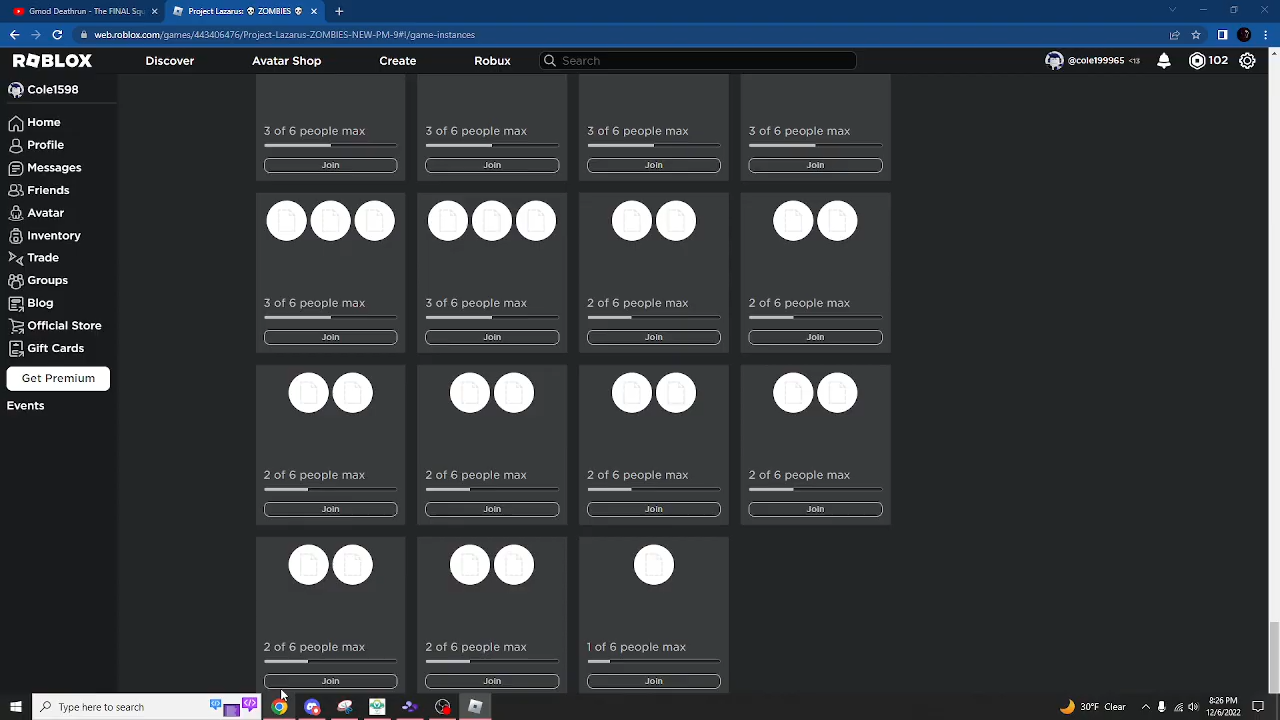 Gmod Deathrun - The FINAL Squ
Project Lazarus: 💀 ZOMBIES 💀
web.roblox.com/games/443406476/Project-Lazarus-ZOMBIES-NEW-PM-9#!/game-instances
ROBLOX Discover Avatar Shop Create Robux Search @cole199965 <13 102
Cole1598
Home
Profile
Messages
Friends
Avatar
Inventory
Trade
Groups
Blog
Official Store
Gift Cards
Get Premium
Events
3 of 6 people max 3 of 6 people max 3 of 6 people max 3 of 6 people max
Join Join Join Join
3 of 6 people max 3 of 6 people max 2 of 6 people max 2 of 6 people max
Join Join Join Join
2 of 6 people max 2 of 6 people max 2 of 6 people max 2 of 6 people max
Join Join Join Join
2 of 6 people max 2 of 6 people max 1 of 6 people max
Join Join Join
Type here to search
30°F Clear
8:26 PM
12/6/2022